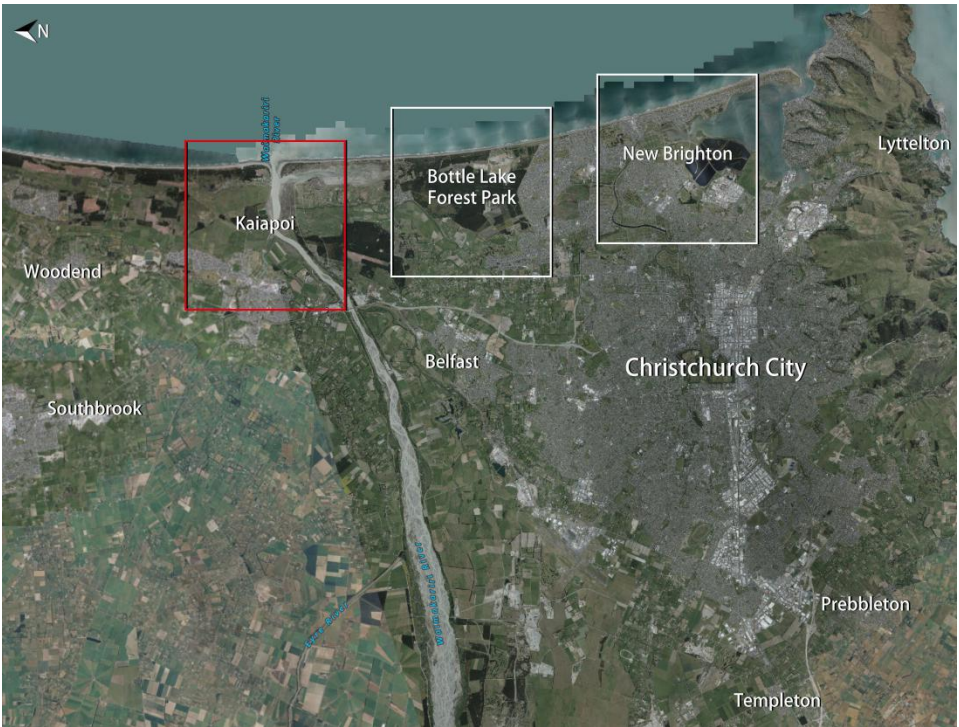 N
Waimakariri
River
Lyttelton
New Brighton
Bottle Lake
Forest Park
Kaiapoi
Woodend
Belfast
Christchurch City
Southbrook
Waimakariri River
Prebbleton
Templeton